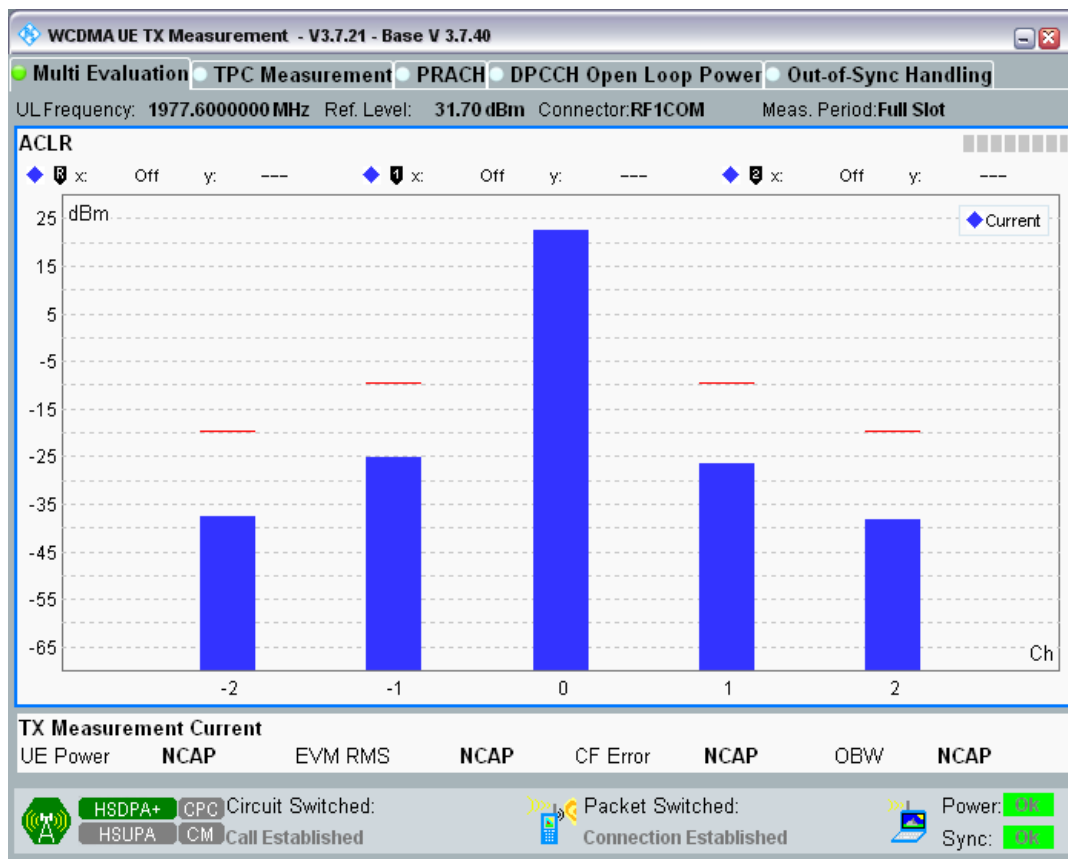 WCDMA UE TX Measurement - V3.7.21 - Base V 3.7.40
Multi Evaluation TPC Measurement PRACH DPCCH Open Loop Power Out-of-Sync Handling
UL Frequency: 1977.6000000 MHz Ref. Level: 31.70 dBm Connector:RF1COM Meas. Period:Full Slot
ACLR
R x: Off y: --- 1 x: Off y: --- 2 x: Off y: ---
dBm
Current
25
15
5
-5
-15
-25
-35
-45
-55
-65
Ch
-2 -1 0 1 2
TX Measurement Current
UE Power NCAP EVM RMS NCAP CF Error NCAP OBW NCAP
HSDPA+ CPC Circuit Switched: Packet Switched: Power: OK
HSUPA CM Call Established Connection Established Sync: OK